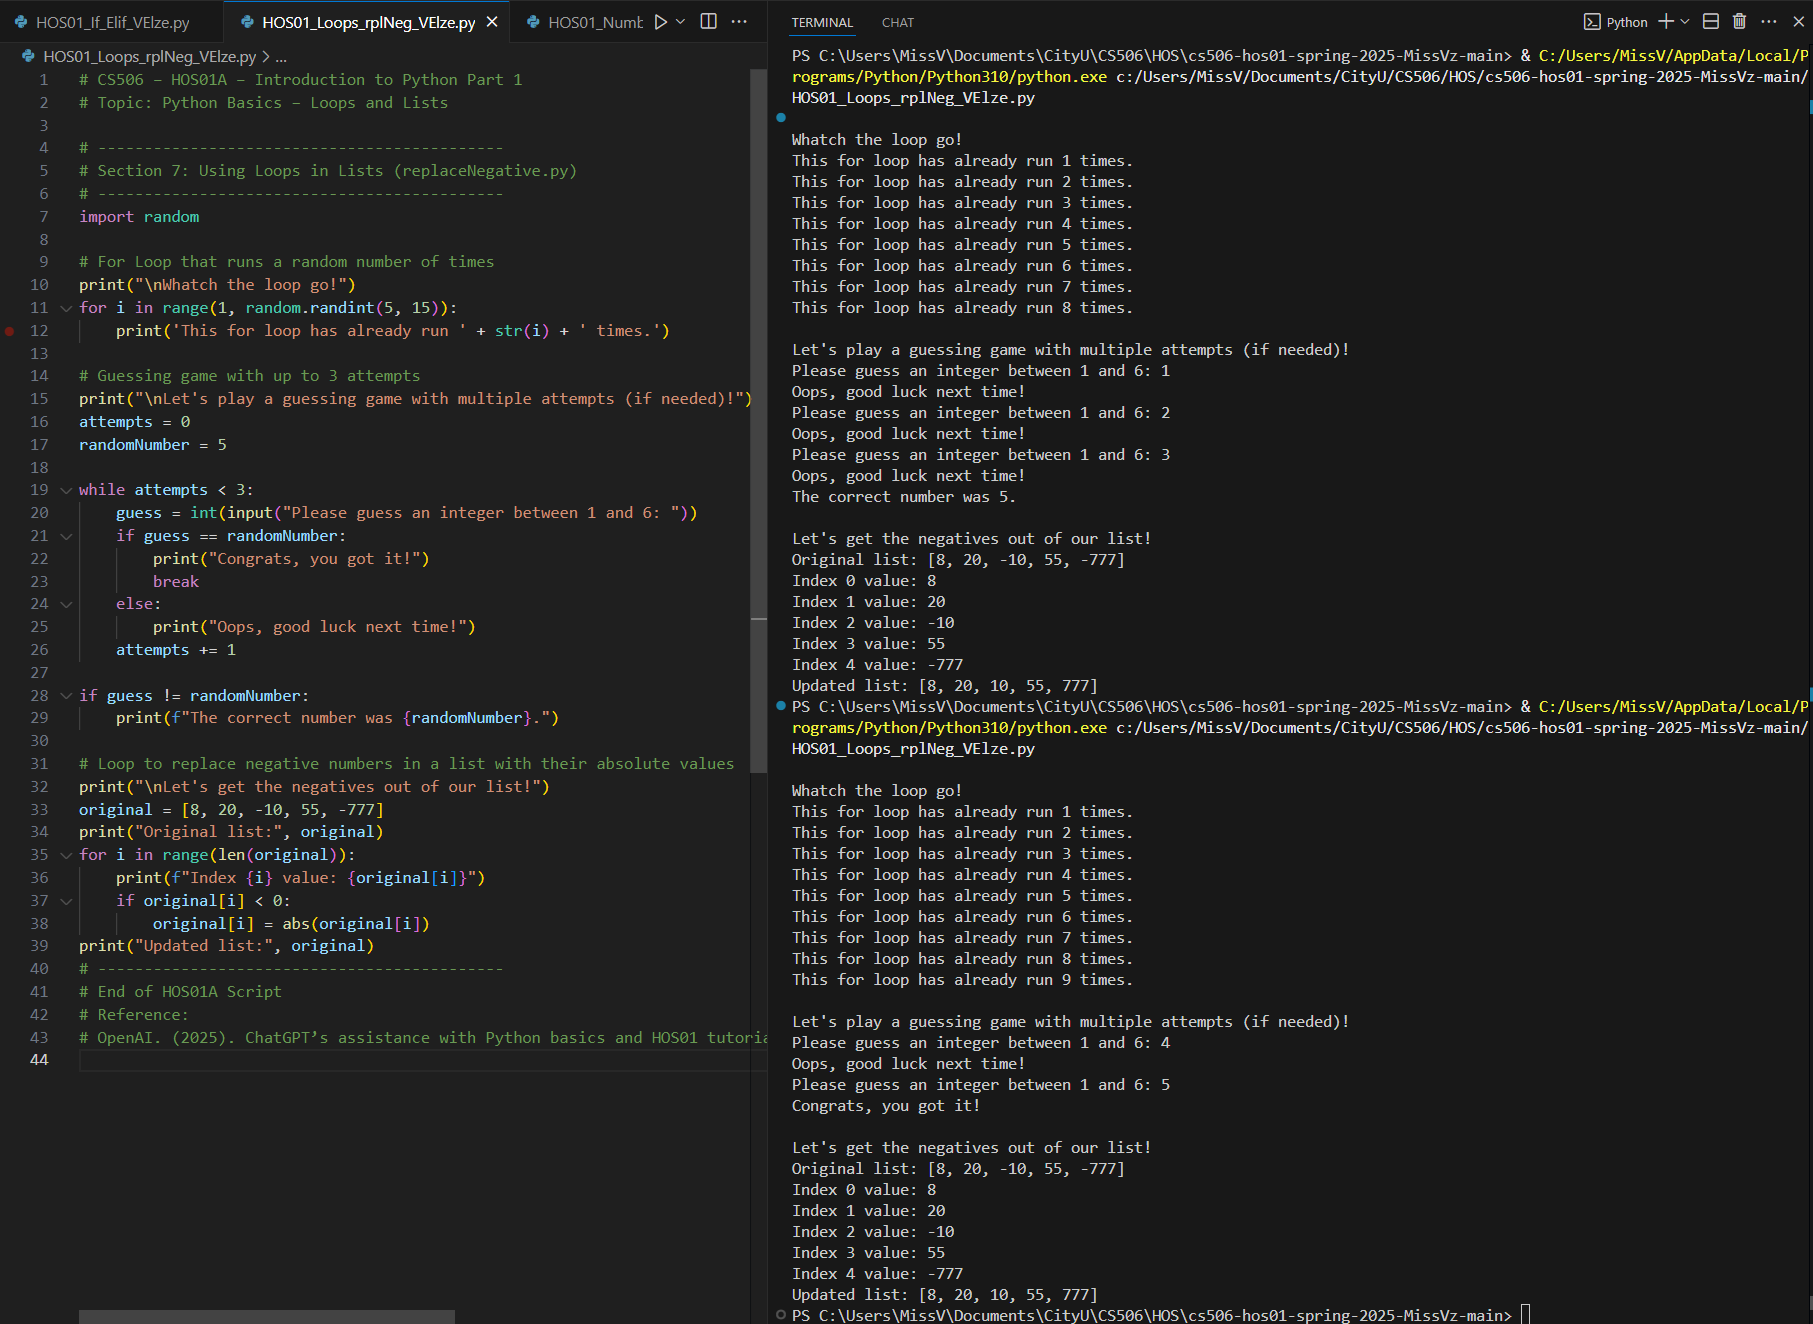 HOS01_If_Elif_VElze.py
HOS01_Loops_rplNeg_VElze.py
HOS01_Numb
HOS01_Loops_rplNeg_VElze.py > ...
1 # CS506 – HOS01A – Introduction to Python Part 1
2 # Topic: Python Basics – Loops and Lists
3
4 # --------------------------------------------
5 # Section 7: Using Loops in Lists (replaceNegative.py)
6 # --------------------------------------------
7 import random
8
9 # For Loop that runs a random number of times
10 print("\nWhatch the loop go!")
11 for i in range(1, random.randint(5, 15)):
12     print('This for loop has already run ' + str(i) + ' times.')
13
14 # Guessing game with up to 3 attempts
15 print("\nLet's play a guessing game with multiple attempts (if needed)!")
16 attempts = 0
17 randomNumber = 5
18
19 while attempts < 3:
20     guess = int(input("Please guess an integer between 1 and 6: "))
21     if guess == randomNumber:
22         print("Congrats, you got it!")
23         break
24     else:
25         print("Oops, good luck next time!")
26     attempts += 1
27
28 if guess != randomNumber:
29     print(f"The correct number was {randomNumber}.")
30
31 # Loop to replace negative numbers in a list with their absolute values
32 print("\nLet's get the negatives out of our list!")
33 original = [8, 20, -10, 55, -777]
34 print("Original list:", original)
35 for i in range(len(original)):
36     print(f"Index {i} value: {original[i]}")
37     if original[i] < 0:
38         original[i] = abs(original[i])
39 print("Updated list:", original)
40 # --------------------------------------------
41 # End of HOS01A Script
42 # Reference:
43 # OpenAI. (2025). ChatGPT’s assistance with Python basics and HOS01 tutoria
44
TERMINAL
CHAT
Python
PS C:\Users\MissV\Documents\CityU\CS506\HOS\cs506-hos01-spring-2025-MissVz-main> & C:/Users/MissV/AppData/Local/P
rograms/Python/Python310/python.exe c:/Users/MissV/Documents/CityU/CS506/HOS/cs506-hos01-spring-2025-MissVz-main/
HOS01_Loops_rplNeg_VElze.py
Whatch the loop go!
This for loop has already run 1 times.
This for loop has already run 2 times.
This for loop has already run 3 times.
This for loop has already run 4 times.
This for loop has already run 5 times.
This for loop has already run 6 times.
This for loop has already run 7 times.
This for loop has already run 8 times.
Let's play a guessing game with multiple attempts (if needed)!
Please guess an integer between 1 and 6: 1
Oops, good luck next time!
Please guess an integer between 1 and 6: 2
Oops, good luck next time!
Please guess an integer between 1 and 6: 3
Oops, good luck next time!
The correct number was 5.
Let's get the negatives out of our list!
Original list: [8, 20, -10, 55, -777]
Index 0 value: 8
Index 1 value: 20
Index 2 value: -10
Index 3 value: 55
Index 4 value: -777
Updated list: [8, 20, 10, 55, 777]
PS C:\Users\MissV\Documents\CityU\CS506\HOS\cs506-hos01-spring-2025-MissVz-main> & C:/Users/MissV/AppData/Local/P
rograms/Python/Python310/python.exe c:/Users/MissV/Documents/CityU/CS506/HOS/cs506-hos01-spring-2025-MissVz-main/
HOS01_Loops_rplNeg_VElze.py
Whatch the loop go!
This for loop has already run 1 times.
This for loop has already run 2 times.
This for loop has already run 3 times.
This for loop has already run 4 times.
This for loop has already run 5 times.
This for loop has already run 6 times.
This for loop has already run 7 times.
This for loop has already run 8 times.
This for loop has already run 9 times.
Let's play a guessing game with multiple attempts (if needed)!
Please guess an integer between 1 and 6: 4
Oops, good luck next time!
Please guess an integer between 1 and 6: 5
Congrats, you got it!
Let's get the negatives out of our list!
Original list: [8, 20, -10, 55, -777]
Index 0 value: 8
Index 1 value: 20
Index 2 value: -10
Index 3 value: 55
Index 4 value: -777
Updated list: [8, 20, 10, 55, 777]
PS C:\Users\MissV\Documents\CityU\CS506\HOS\cs506-hos01-spring-2025-MissVz-main>